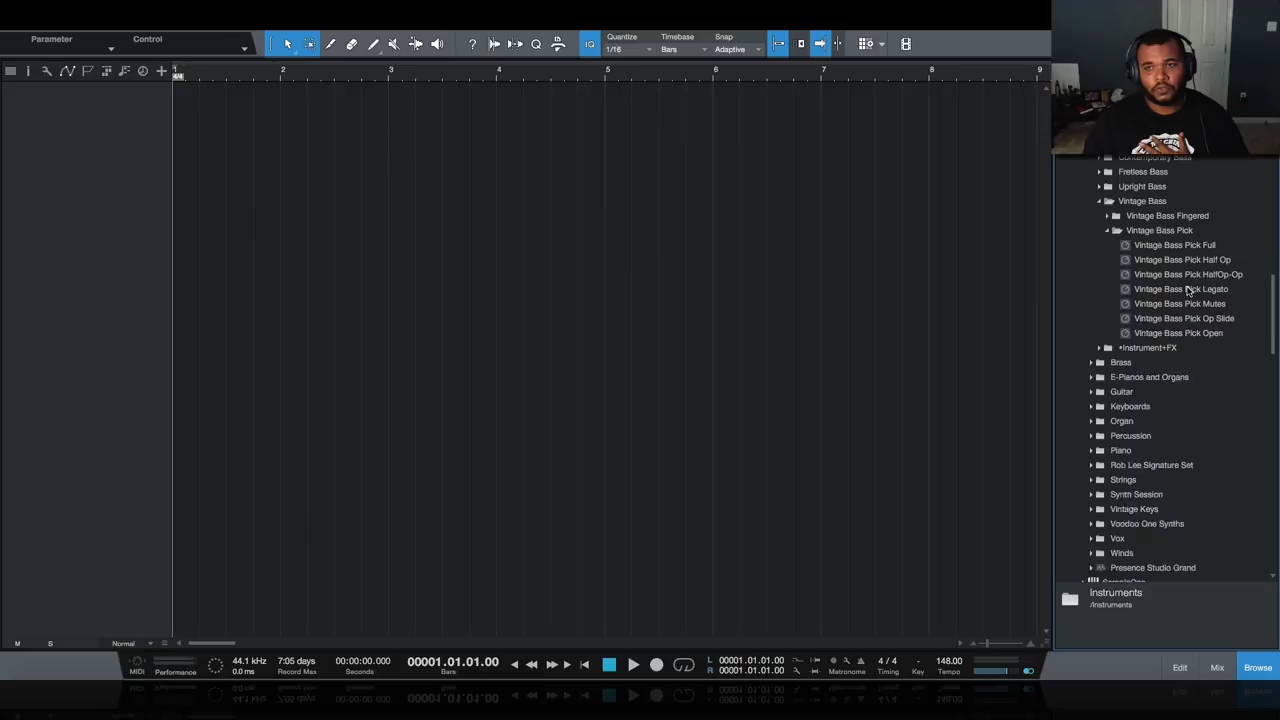 Parameter
Control
Quantize
Timebase
Snap
IQ
1/16
Bars
Adaptive
1
2
3
4
5
6
7
8
9
4/4
Contemporary Bass
Fretless Bass
Upright Bass
Vintage Bass
Vintage Bass Fingered
Vintage Bass Pick
Vintage Bass Pick Full
Vintage Bass Pick Half Op
Vintage Bass Pick HalfOp-Op
Vintage Bass Pick Legato
Vintage Bass Pick Mutes
Vintage Bass Pick Op Slide
Vintage Bass Pick Open
•Instrument+FX
Brass
E-Pianos and Organs
Guitar
Keyboards
Organ
Percussion
Piano
Rob Lee Signature Set
Strings
Synth Session
Vintage Keys
Voodoo One Synths
Vox
Winds
Presence Studio Grand
SampleOne
Instruments
/Instruments
M
S
Normal
MIDI
Performance
44.1 kHz
0.0 ms
7:05 days
Record Max
00:00:00.000
Seconds
00001.01.01.00
Bars
L 00001.01.01.00
R 00001.01.01.00
Metronome
4 / 4
Timing
-
Key
148.00
Tempo
Edit
Mix
Browse